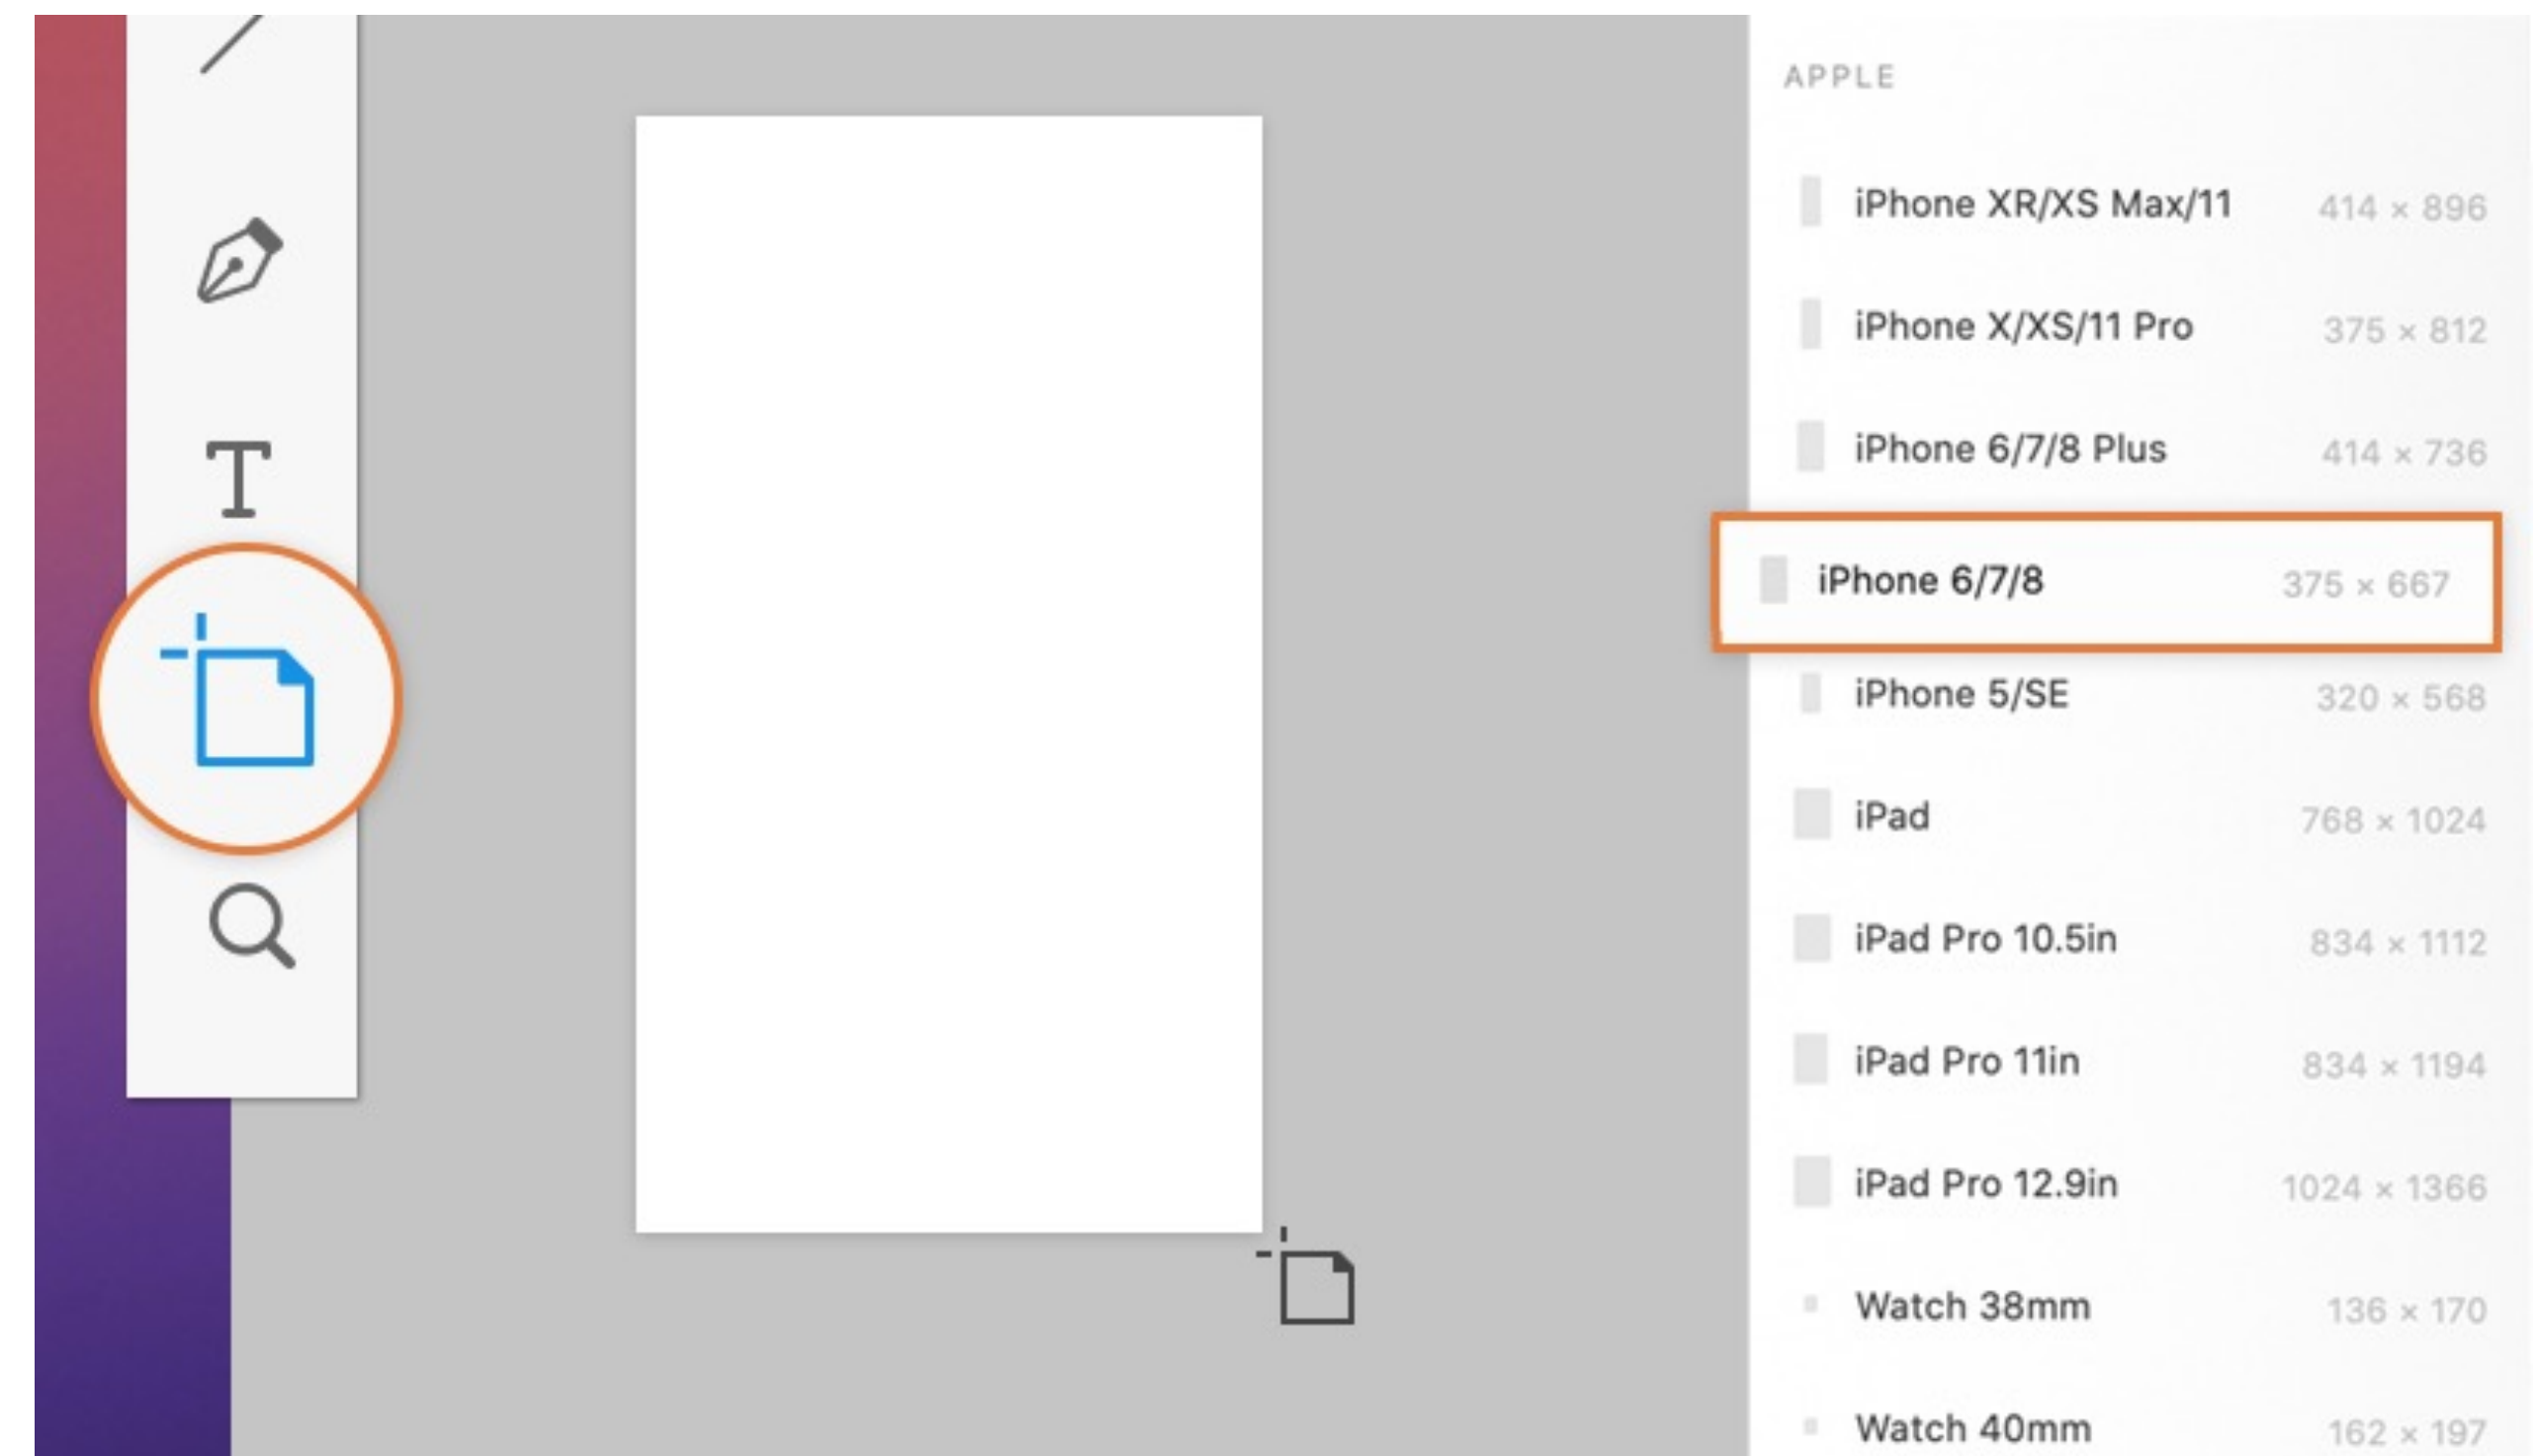 APPLE
iPhone XR/XS Max/11 414 × 896
iPhone X/XS/11 Pro 375 × 812
iPhone 6/7/8 Plus 414 × 736
iPhone 6/7/8 375 × 667
iPhone 5/SE 320 × 568
iPad 768 × 1024
iPad Pro 10.5in 834 × 1112
iPad Pro 11in 834 × 1194
iPad Pro 12.9in 1024 × 1366
Watch 38mm 136 × 170
Watch 40mm 162 × 197